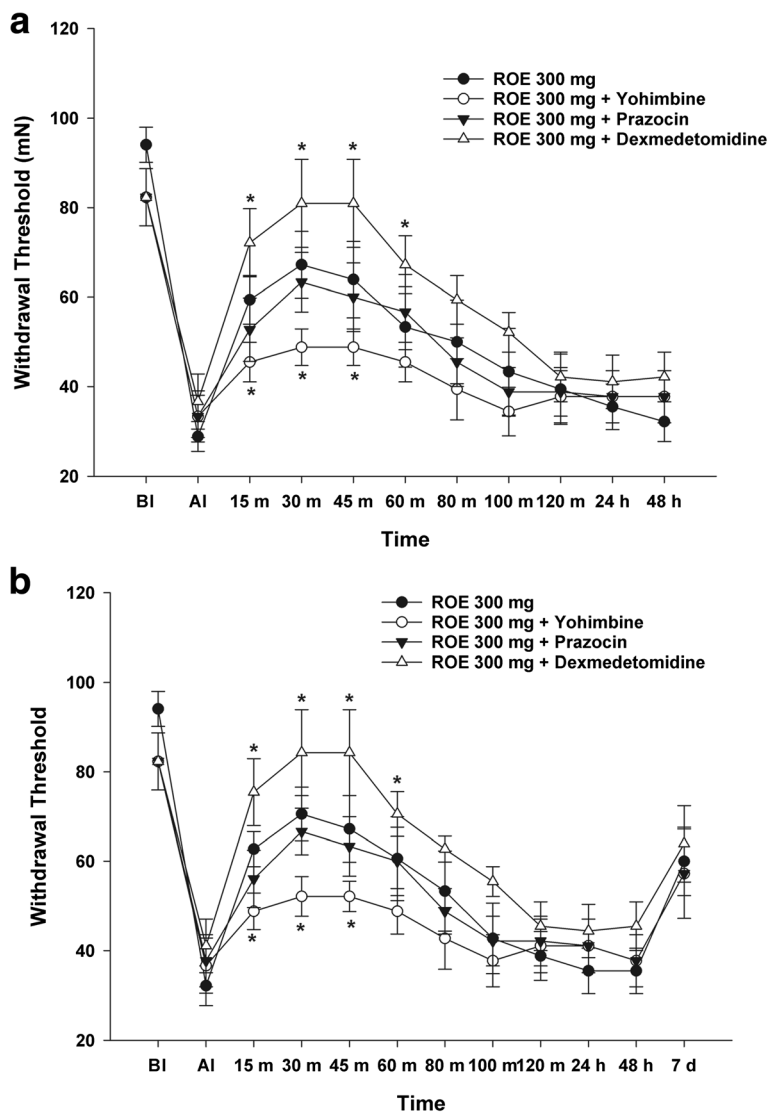 a
120
100
80
60
40
20
Withdrawal Threshold (mN)
ROE 300 mg
ROE 300 mg + Yohimbine
ROE 300 mg + Prazocin
ROE 300 mg + Dexmedetomidine
* * * *
* * *
BI AI 15 m 30 m 45 m 60 m 80 m 100 m 120 m 24 h 48 h
Time
b
120
100
80
60
40
20
Withdrawal Threshold
ROE 300 mg
ROE 300 mg + Yohimbine
ROE 300 mg + Prazocin
ROE 300 mg + Dexmedetomidine
* * * *
* * *
BI AI 15 m 30 m 45 m 60 m 80 m 100 m 120 m 24 h 48 h 7 d
Time